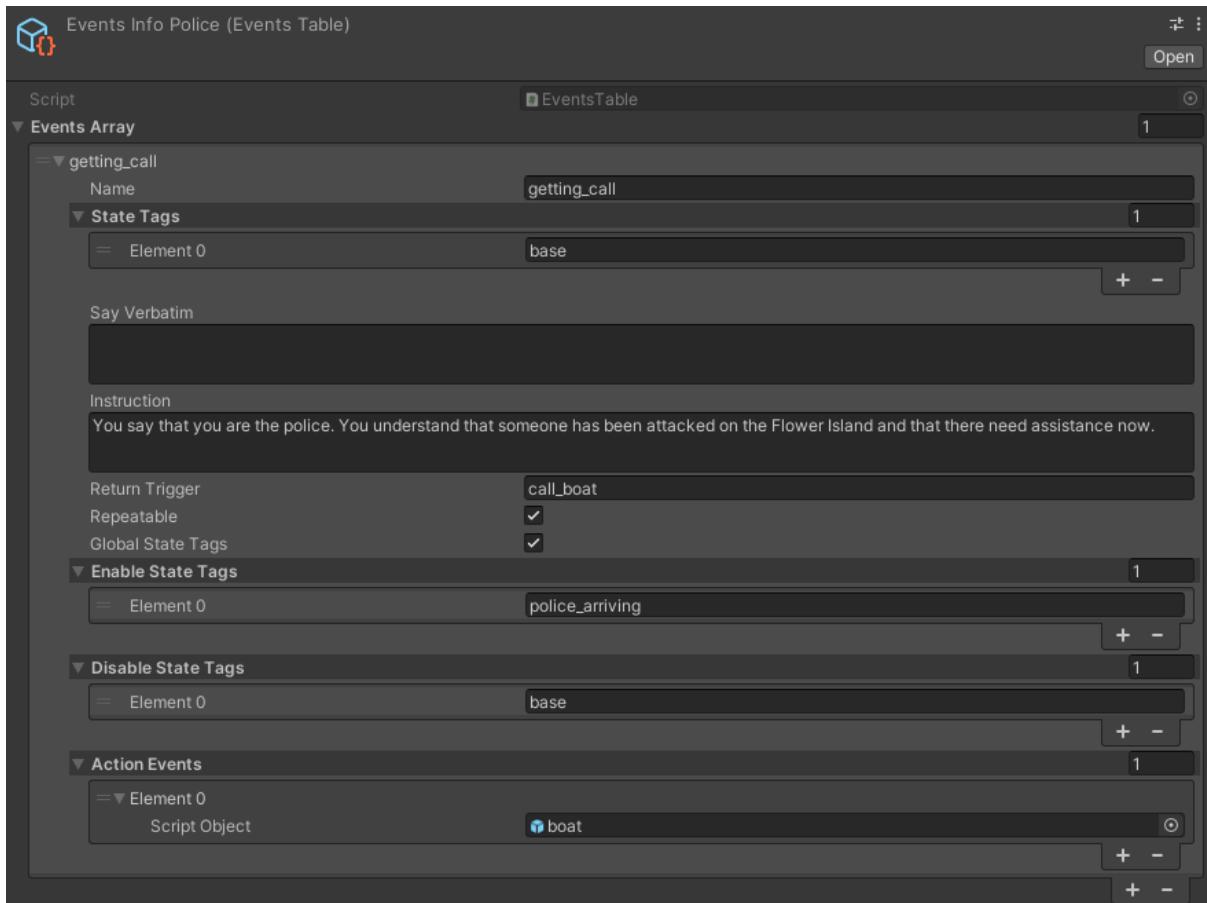 Events Info Police (Events Table)
Open
Script EventsTable
Events Array 1
getting_call
Name getting_call
State Tags 1
Element 0 base
+ −
Say Verbatim
Instruction
You say that you are the police. You understand that someone has been attacked on the Flower Island and that there need assistance now.
Return Trigger call_boat
Repeatable
Global State Tags
Enable State Tags 1
Element 0 police_arriving
+ −
Disable State Tags 1
Element 0 base
+ −
Action Events 1
Element 0
Script Object boat
+ −
+ −